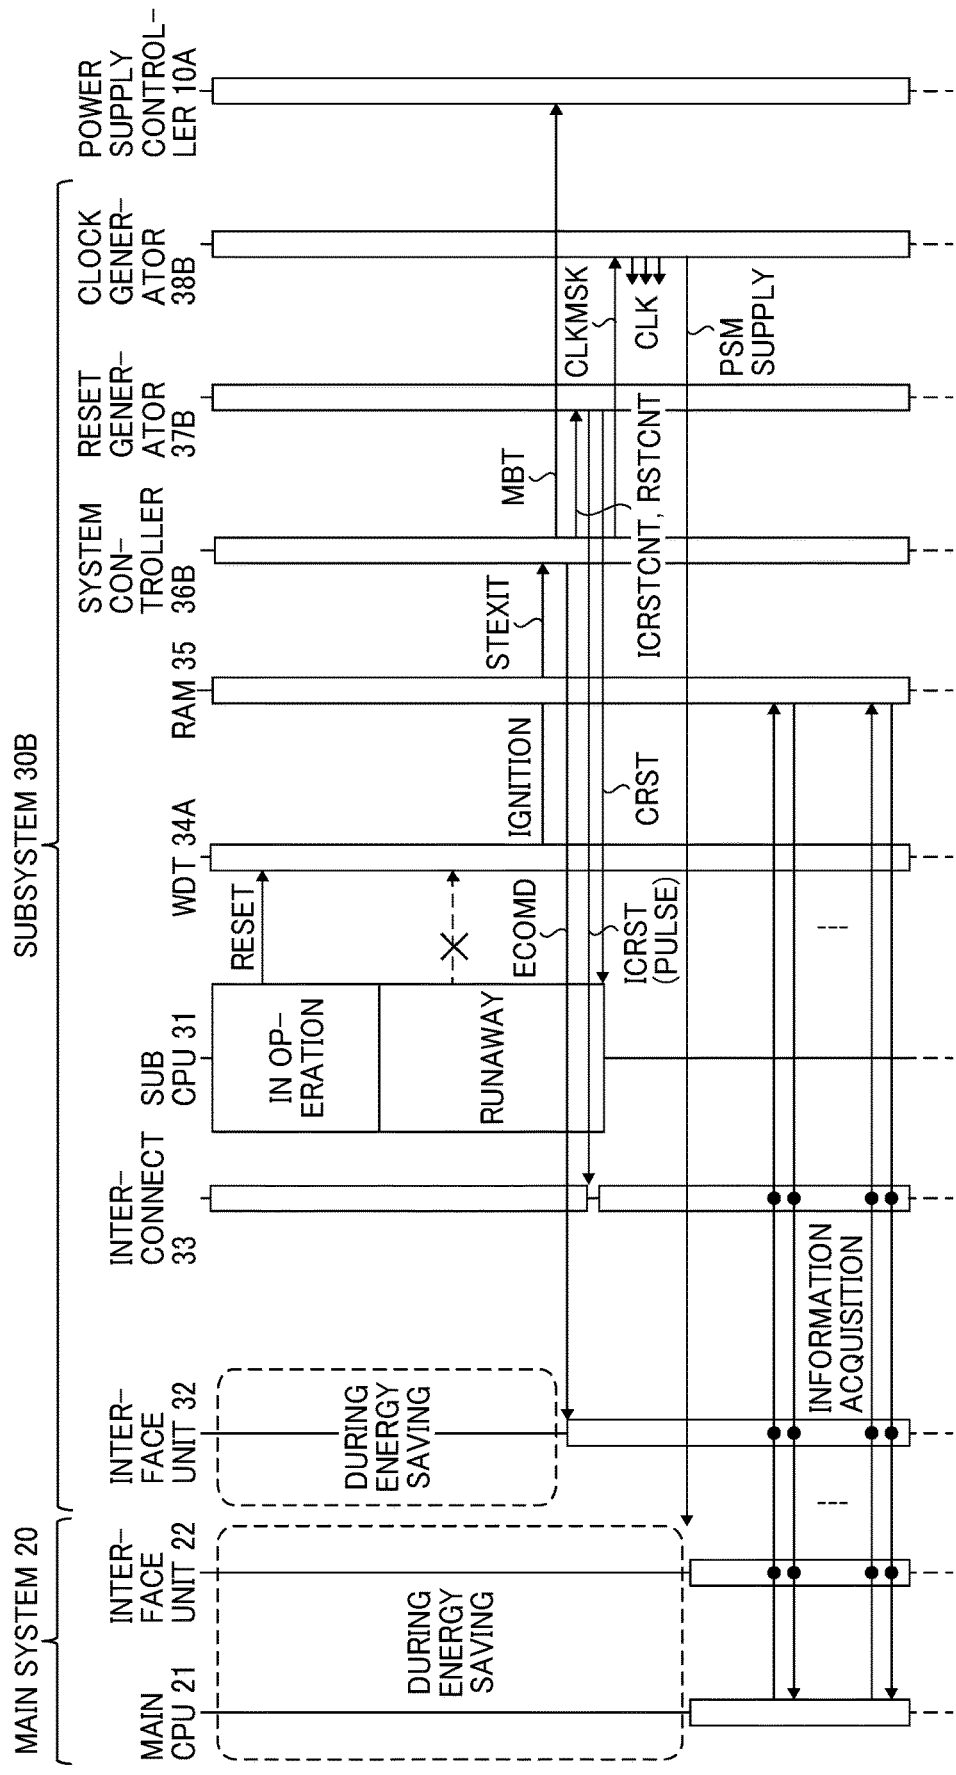 MAIN SYSTEM 20
SUBSYSTEM 30B
MAIN
CPU 21
INTER–
FACE
UNIT 22
INTER–
FACE
UNIT 32
INTER–
CONNECT
33
SUB
CPU 31
WDT 34A
RAM 35
SYSTEM
CON–
TROLLER
36B
RESET
GENER–
ATOR
37B
CLOCK
GENER–
ATOR
38B
POWER
SUPPLY
CONTROL–
LER 10A
DURING
ENERGY
SAVING
DURING
ENERGY
SAVING
IN OP–
ERATION
RUNAWAY
RESET
IGNITION
STEXIT
MBT
ECOMD
ICRST
(PULSE)
CRST
ICRSTCNT, RSTCNT
CLKMSK
CLK
PSM
SUPPLY
INFORMATION
ACQUISITION